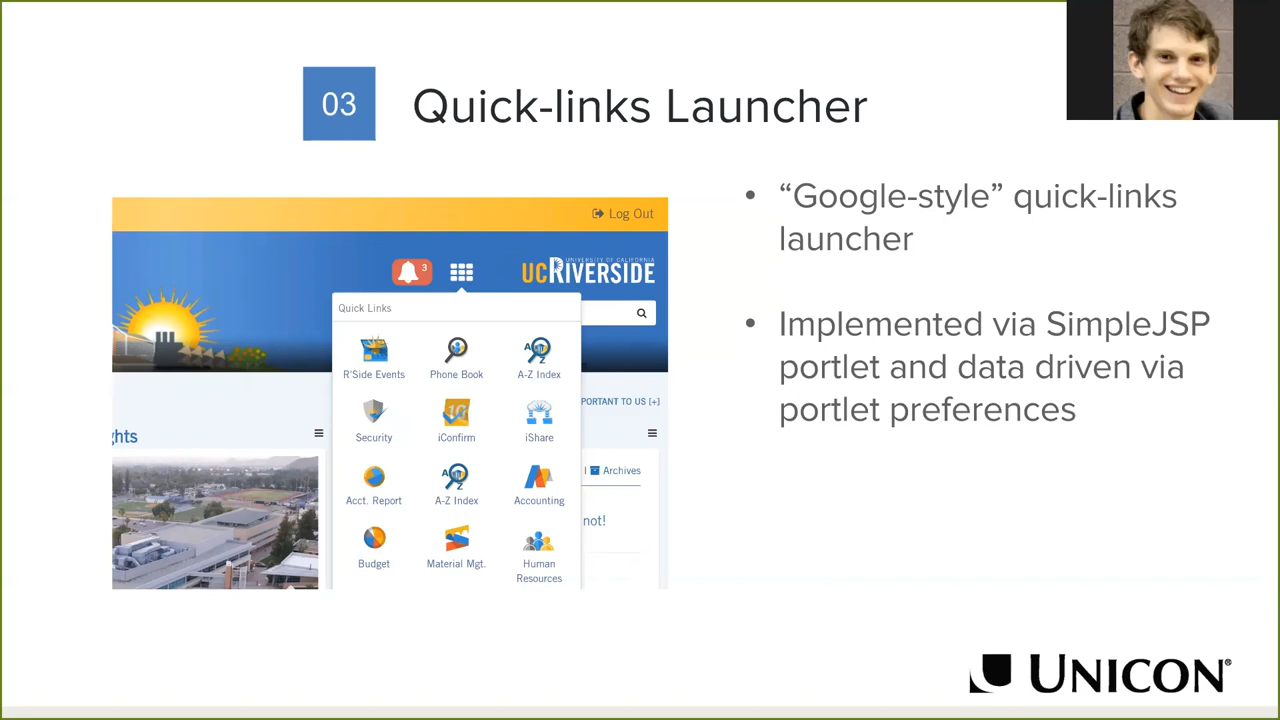 03
Quick-links Launcher
“Google-style” quick-links
launcher
Implemented via SimpleJSP
portlet and data driven via
portlet preferences
Log Out
3
UNIVERSITY OF CALIFORNIA
UCRIVERSIDE
Quick Links
R'Side Events
Phone Book
A-Z Index
Security
iConfirm
iShare
Acct. Report
A-Z Index
Accounting
Budget
Material Mgt.
Human
Resources
PORTANT TO US [+]
ghts
Archives
not!
UNICON®